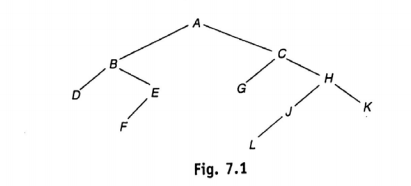 A
B C
D E G H
F J K
L
Fig. 7.1